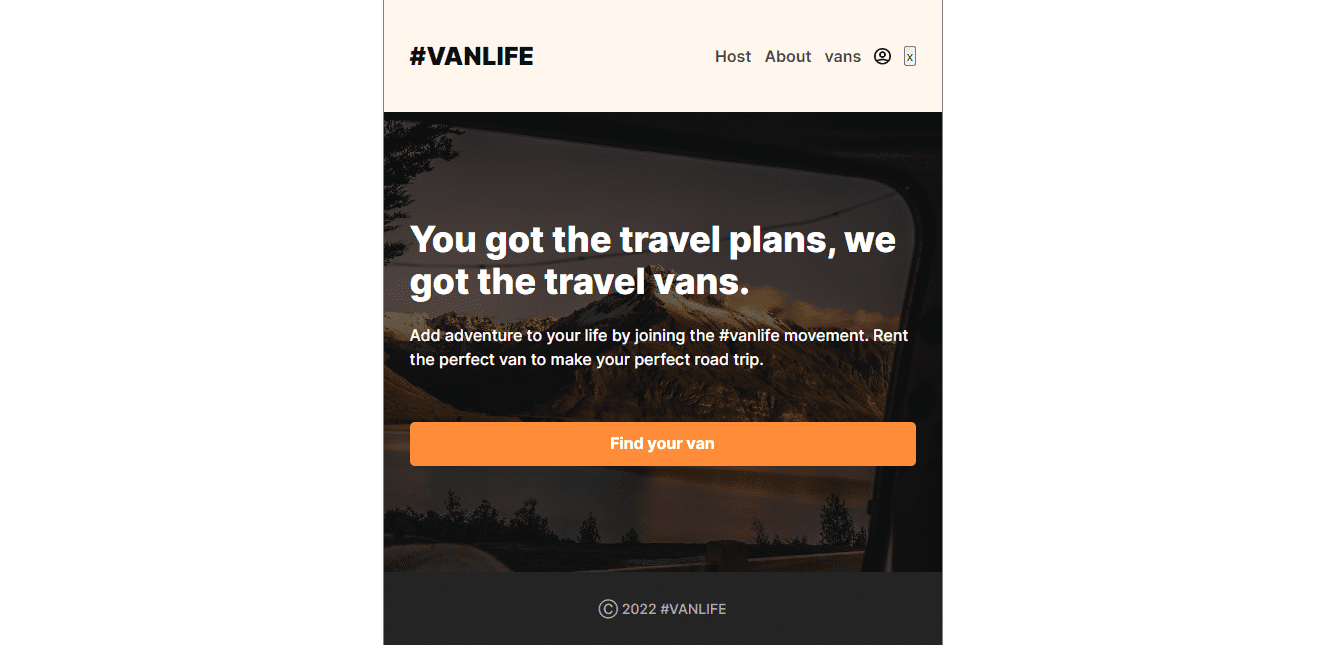 #VANLIFE
Host About vans x
You got the travel plans, we
got the travel vans.
Add adventure to your life by joining the #vanlife movement. Rent
the perfect van to make your perfect road trip.
Find your van
Ⓒ 2022 #VANLIFE